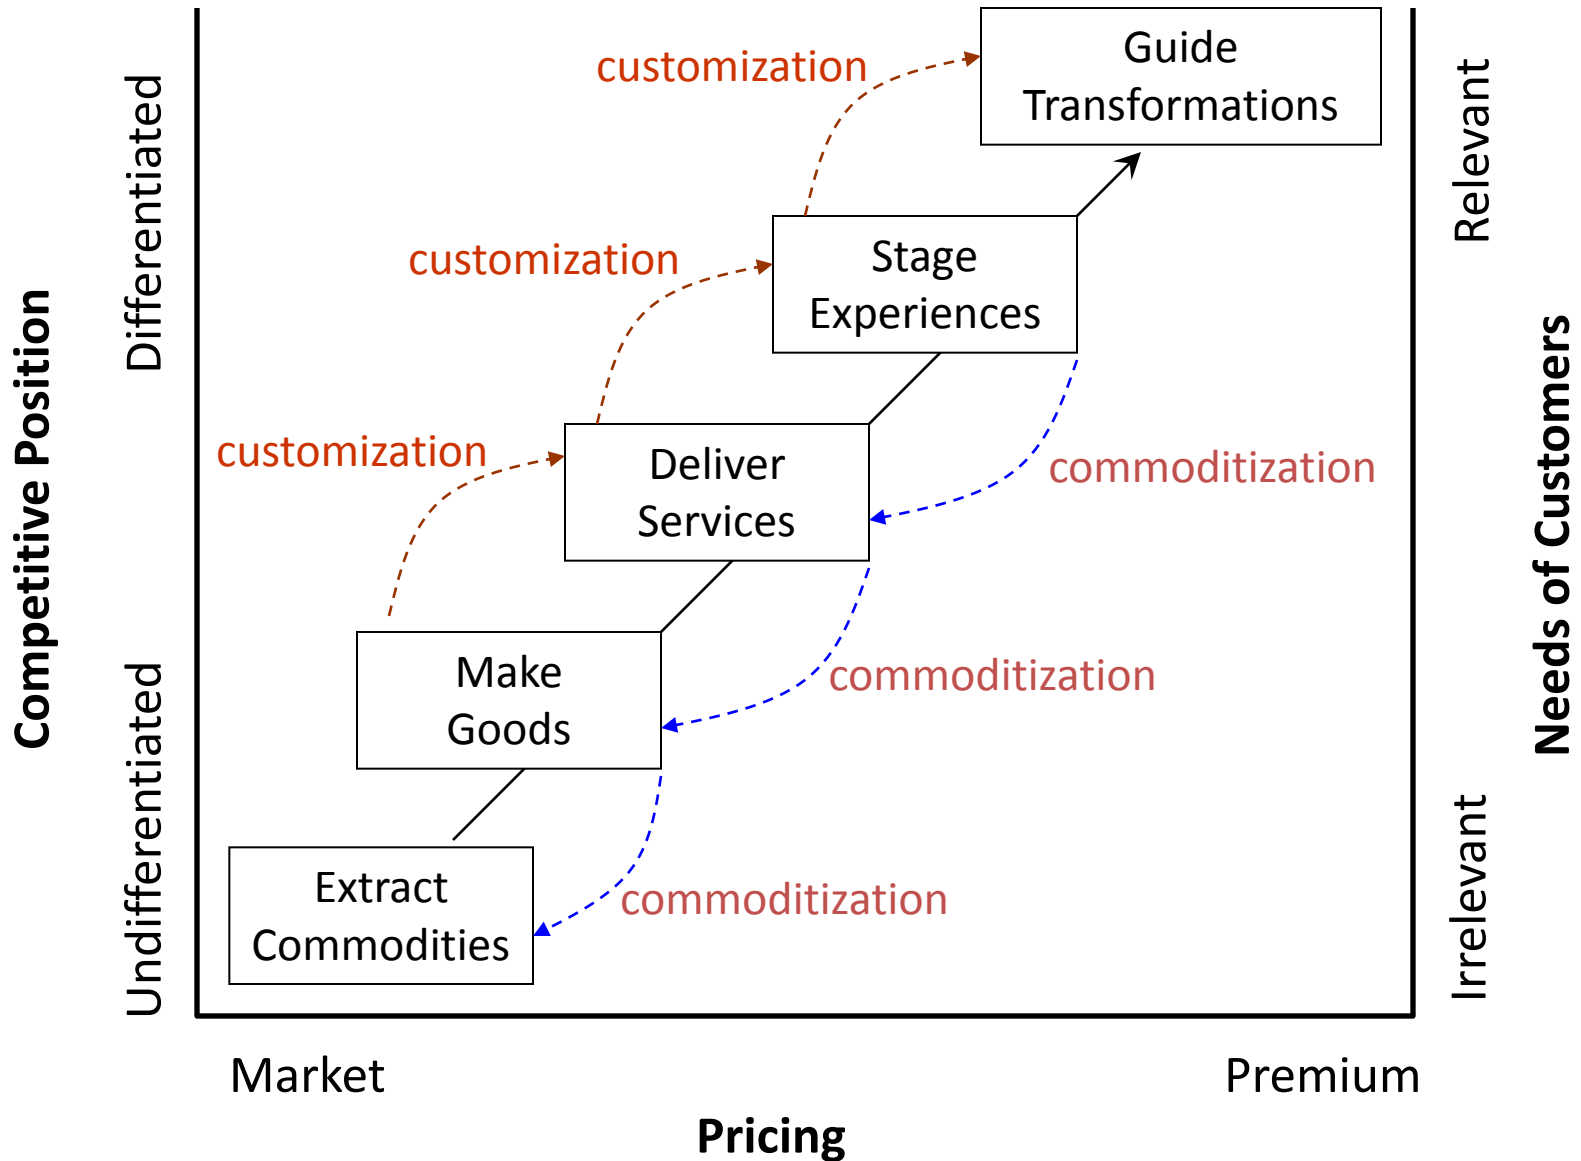 Guide
Transformations
customization
Stage
Experiences
customization
Deliver
Services
customization
commoditization
Make
Goods
commoditization
Extract
Commodities
commoditization
Competitive Position
Differentiated
Undifferentiated
Relevant
Irrelevant
Needs of Customers
Market
Premium
Pricing